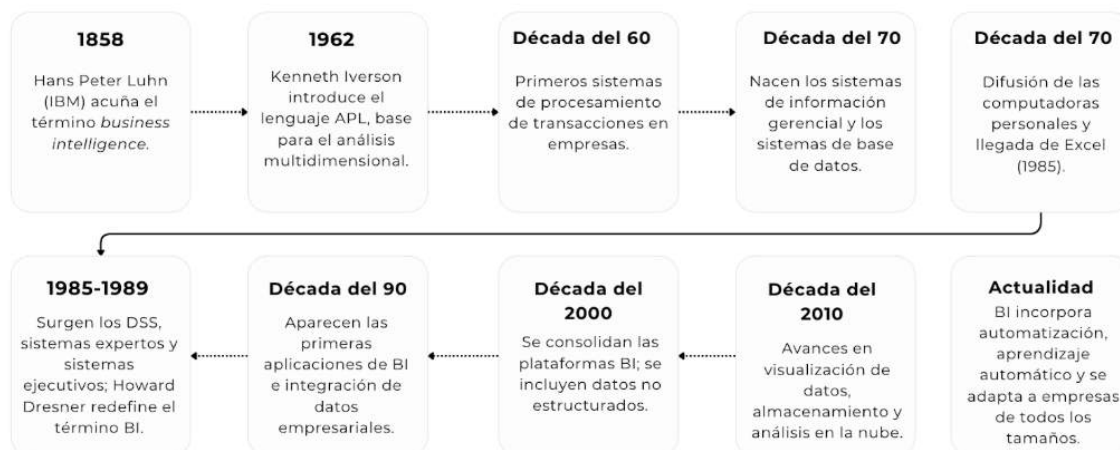 1858
Hans Peter Luhn
(IBM) acuña el
término business
intelligence.
1962
Kenneth Iverson
introduce el
lenguaje APL, base
para el análisis
multidimensional.
Década del 60
Primeros sistemas
de procesamiento
de transacciones en
empresas.
Década del 70
Nacen los sistemas
de información
gerencial y los
sistemas de base
de datos.
Década del 70
Difusión de las
computadoras
personales y
llegada de Excel
(1985).
1985-1989
Surgen los DSS,
sistemas expertos y
sistemas
ejecutivos; Howard
Dresner redefine el
término BI.
Década del 90
Aparecen las
primeras
aplicaciones de BI
e integración de
datos
empresariales.
Década del
2000
Se consolidan las
plataformas BI; se
incluyen datos no
estructurados.
Década del
2010
Avances en
visualización de
datos,
almacenamiento y
análisis en la nube.
Actualidad
BI incorpora
automatización,
aprendizaje
automático y se
adapta a empresas
de todos los
tamaños.